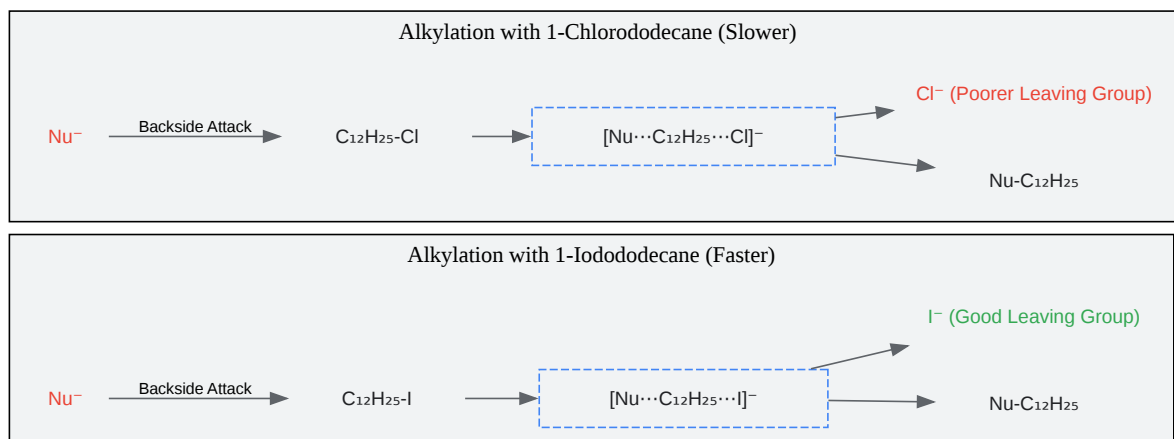 Alkylation with 1-Chlorododecane (Slower)
Cl⁻ (Poorer Leaving Group)
Nu⁻
Backside Attack
C₁₂H₂₅-Cl
[Nu···C₁₂H₂₅···Cl]⁻
Nu-C₁₂H₂₅
Alkylation with 1-Iodododecane (Faster)
I⁻ (Good Leaving Group)
Nu⁻
Backside Attack
C₁₂H₂₅-I
[Nu···C₁₂H₂₅···I]⁻
Nu-C₁₂H₂₅